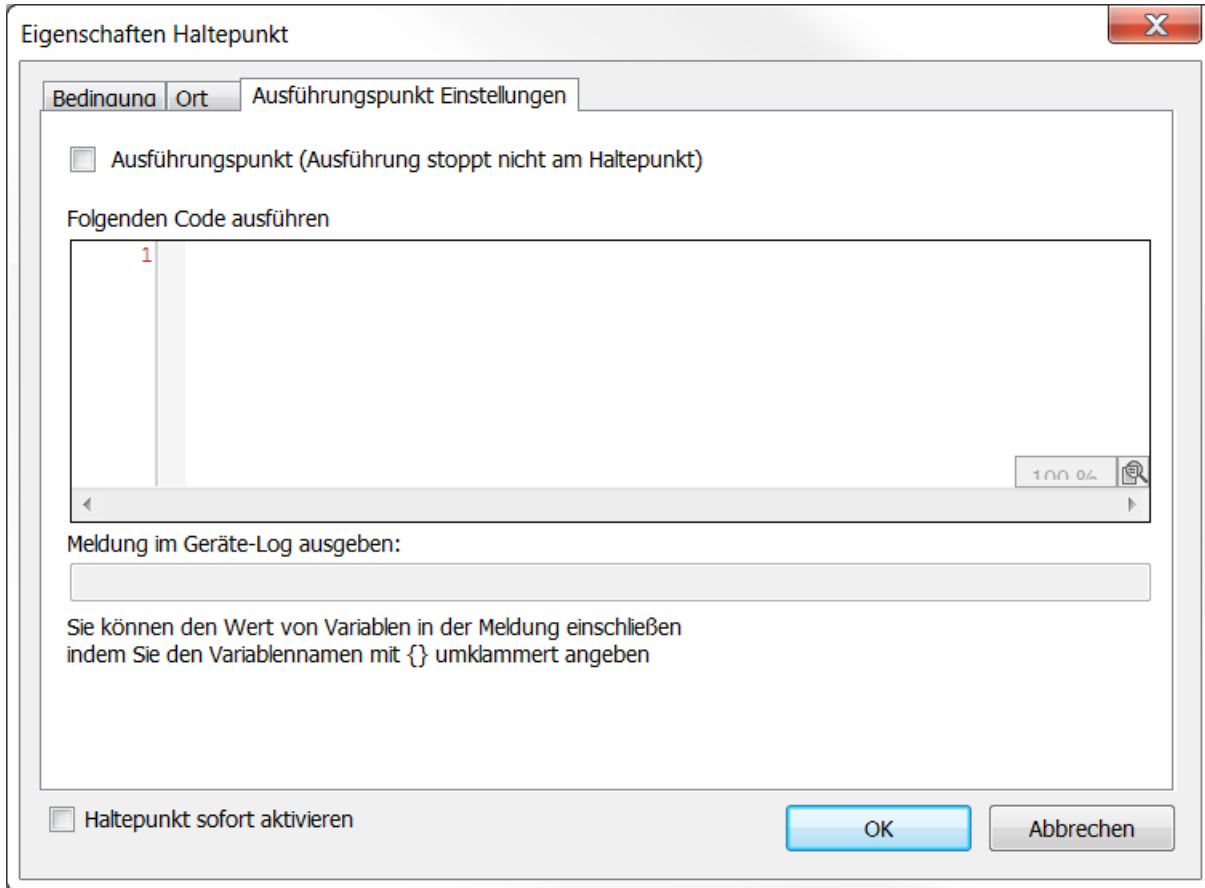 Eigenschaften Haltepunkt
Bedingung Ort Ausführungspunkt Einstellungen
Ausführungspunkt (Ausführung stoppt nicht am Haltepunkt)
Folgenden Code ausführen
1
100 %
Meldung im Geräte-Log ausgeben:
Sie können den Wert von Variablen in der Meldung einschließen
indem Sie den Variablennamen mit {} umklammert angeben
Haltepunkt sofort aktivieren
OK Abbrechen